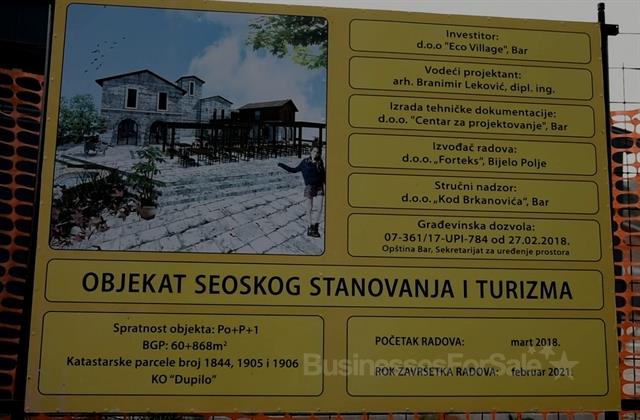 Investitor:
d.o.o "Eco Village", Bar
Vodeći projektant:
arh. Branimir Leković, dipl. ing.
Izrada tehničke dokumentacije:
d.o.o. "Centar za projektovanje", Bar
Izvođač radova:
d.o.o. „Forteks", Bijelo Polje
Stručni nadzor:
d.o.o. „Kod Brkanovića", Bar
Građevinska dozvola:
07-361/17-UPI-784 od 27.02.2018.
Opština Bar, Sekretarijat za uređenje prostora
OBJEKAT SEOSKOG STANOVANJA I TURIZMA
Spratnost objekta: Po+P+1
BGP: 60+868m²
Katastarske parcele broj 1844, 1905 i 1906
KO "Dupilo"
POČETAK RADOVA: mart 2018.
ROK ZAVRŠETKA RADOVA: februar 2021.
BusinessesForSale